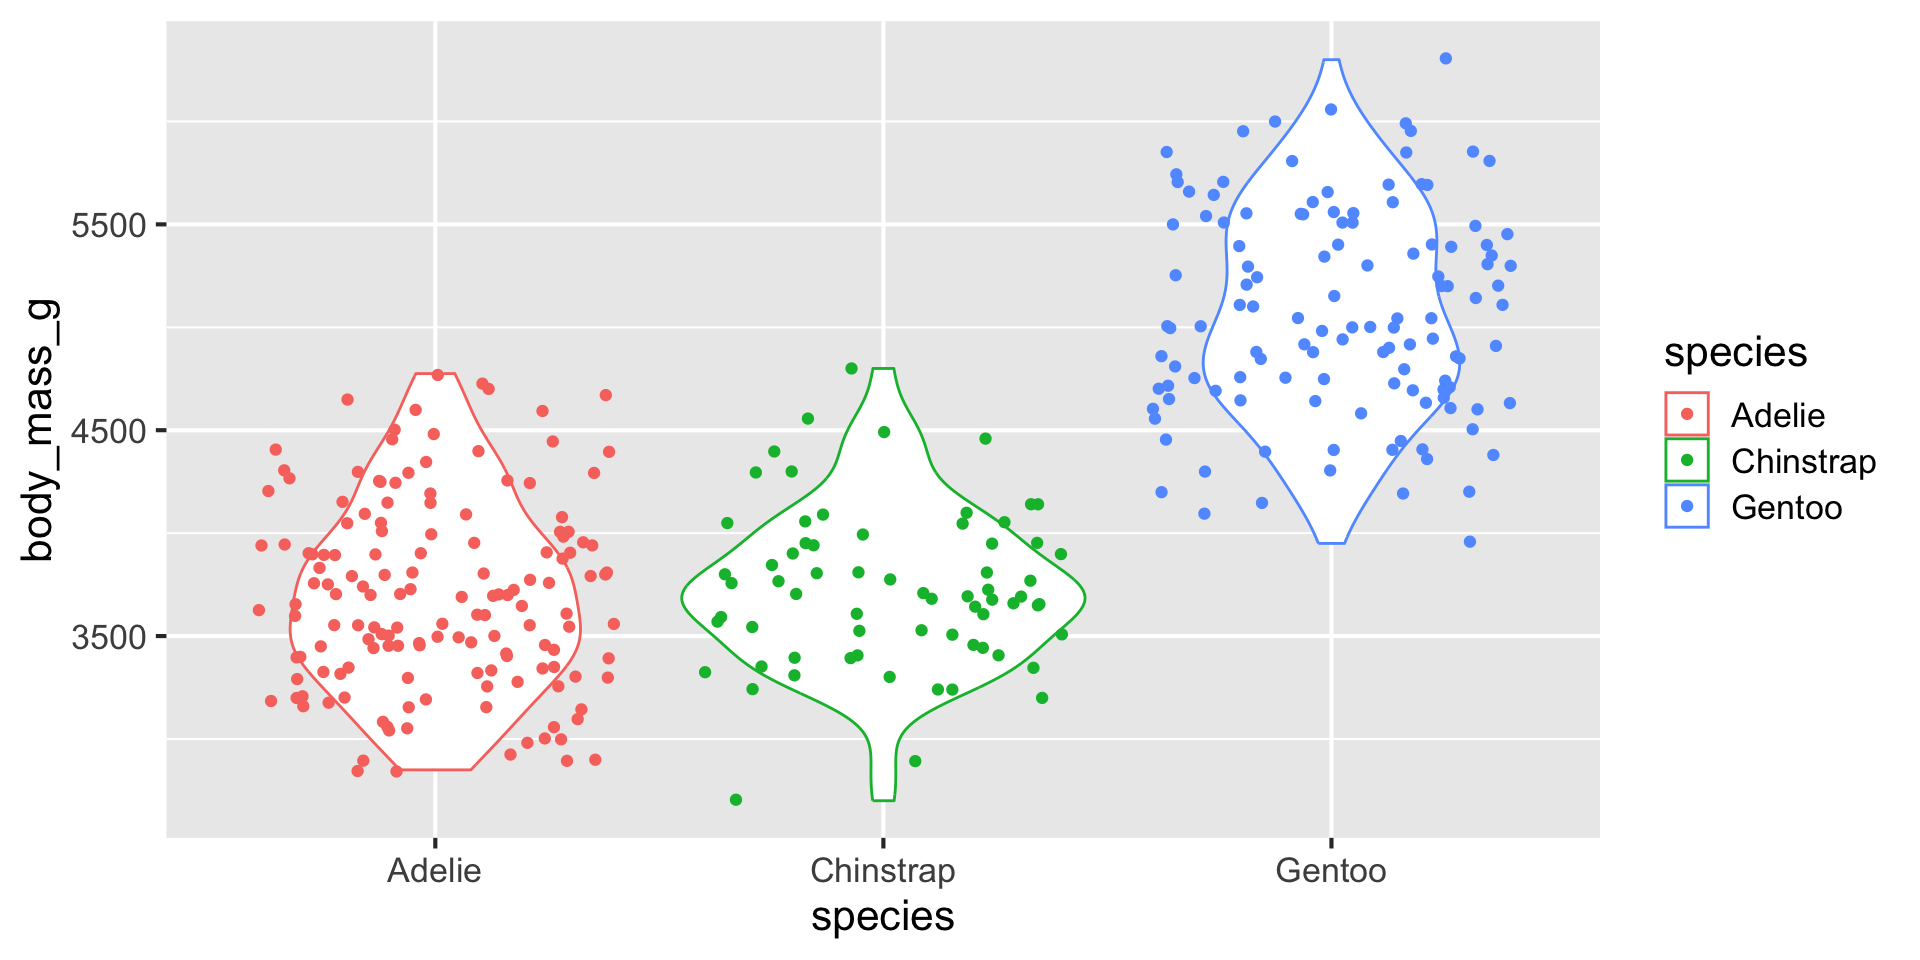 body_mass_g
5500
4500
3500
Adelie
Chinstrap
Gentoo
species
species
Adelie
Chinstrap
Gentoo